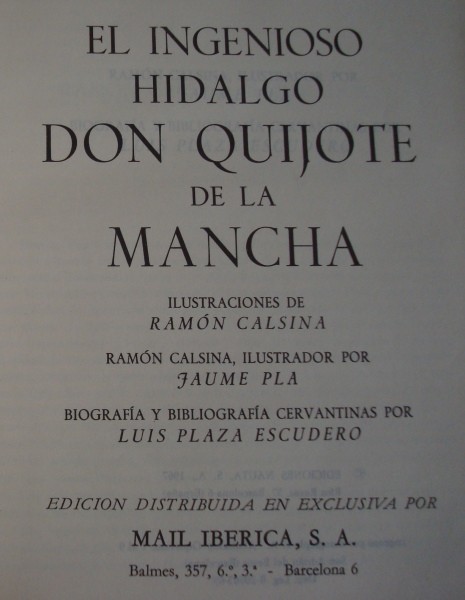 EL INGENIOSO
HIDALGO
DON QUIJOTE
DE LA
MANCHA
ILUSTRACIONES DE
RAMÓN CALSINA
RAMÓN CALSINA, ILUSTRADOR POR
JAUME PLA
BIOGRAFÍA Y BIBLIOGRAFÍA CERVANTINAS POR
LUIS PLAZA ESCUDERO
EDICION DISTRIBUIDA EN EXCLUSIVA POR
MAIL IBERICA, S. A.
Balmes, 357, 6.º, 3.ª - Barcelona 6